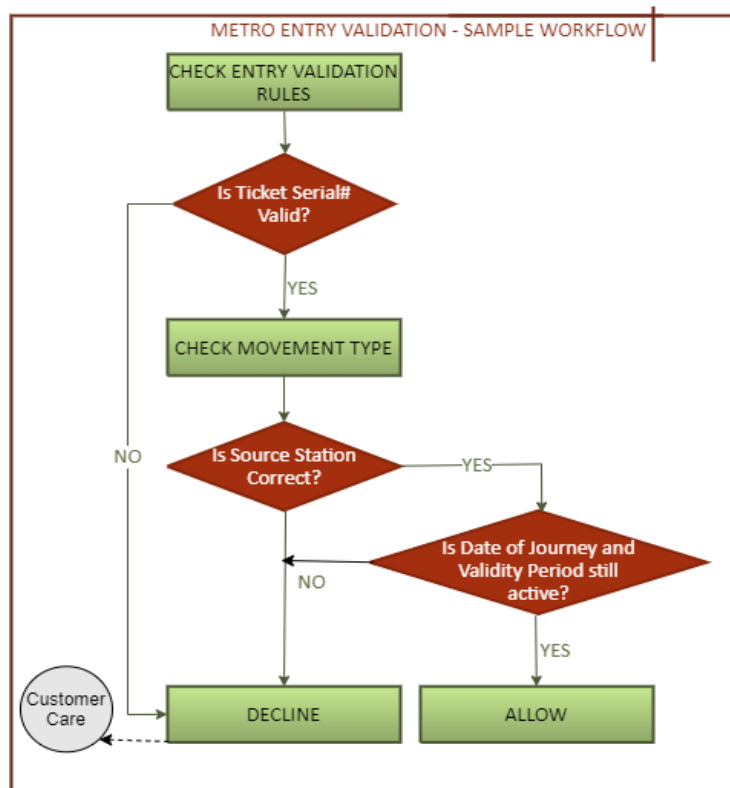 METRO ENTRY VALIDATION - SAMPLE WORKFLOW
CHECK ENTRY VALIDATION
RULES
Is Ticket Serial#
Valid?
YES
CHECK MOVEMENT TYPE
NO
Is Source Station
Correct?
YES
Is Date of Journey and
Validity Period still
active?
NO
YES
Customer
Care
DECLINE
ALLOW